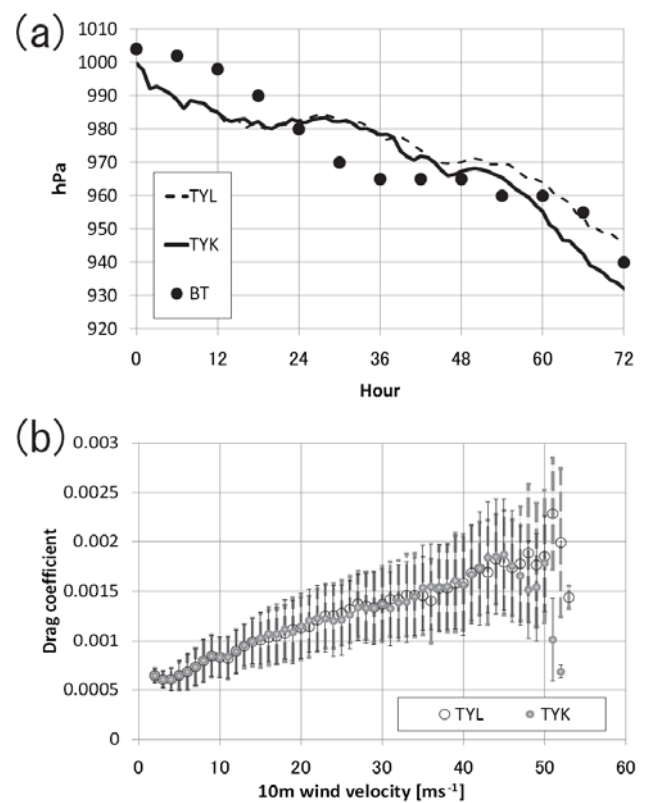 (a)
1010
1000
990
980
970
960
950
940
930
920
hPa
TYL
TYK
BT
0 12 24 36 48 60 72
Hour
(b)
0.003
0.0025
0.002
0.0015
0.001
0.0005
0
Drag coefficient
TYL TYK
0 10 20 30 40 50 60
10m wind velocity [ms⁻¹]